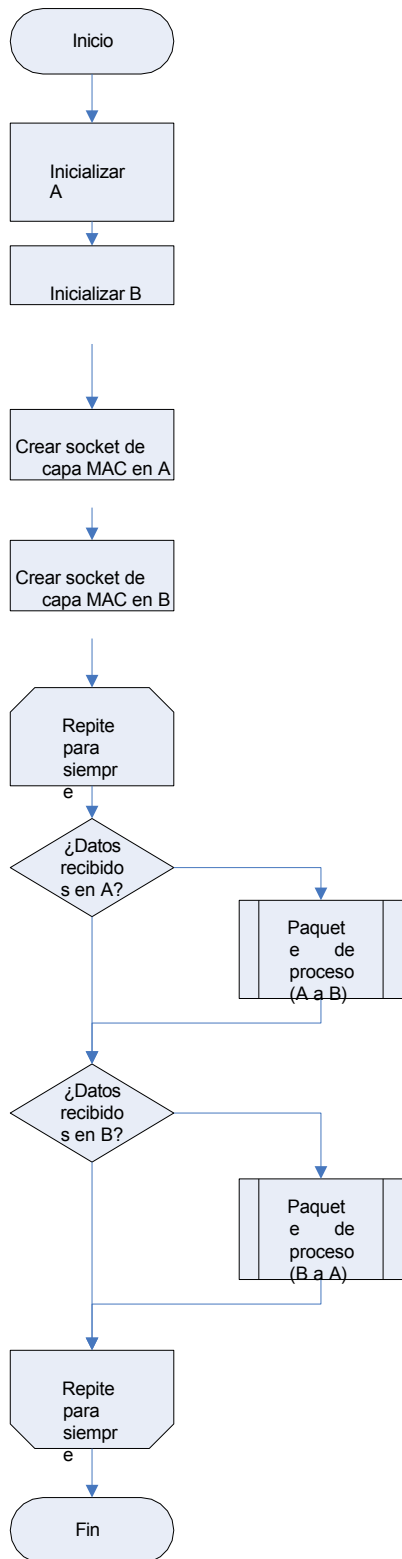 Inicio
Inicializar
A
Inicializar B
Crear socket de
capa MAC en A
Crear socket de
capa MAC en B
Repite
para
siempr
e
¿Datos
recibido
s en A?
Paquet
e de
proceso
(A a B)
¿Datos
recibido
s en B?
Paquet
e de
proceso
(B a A)
Repite
para
siempr
e
Fin